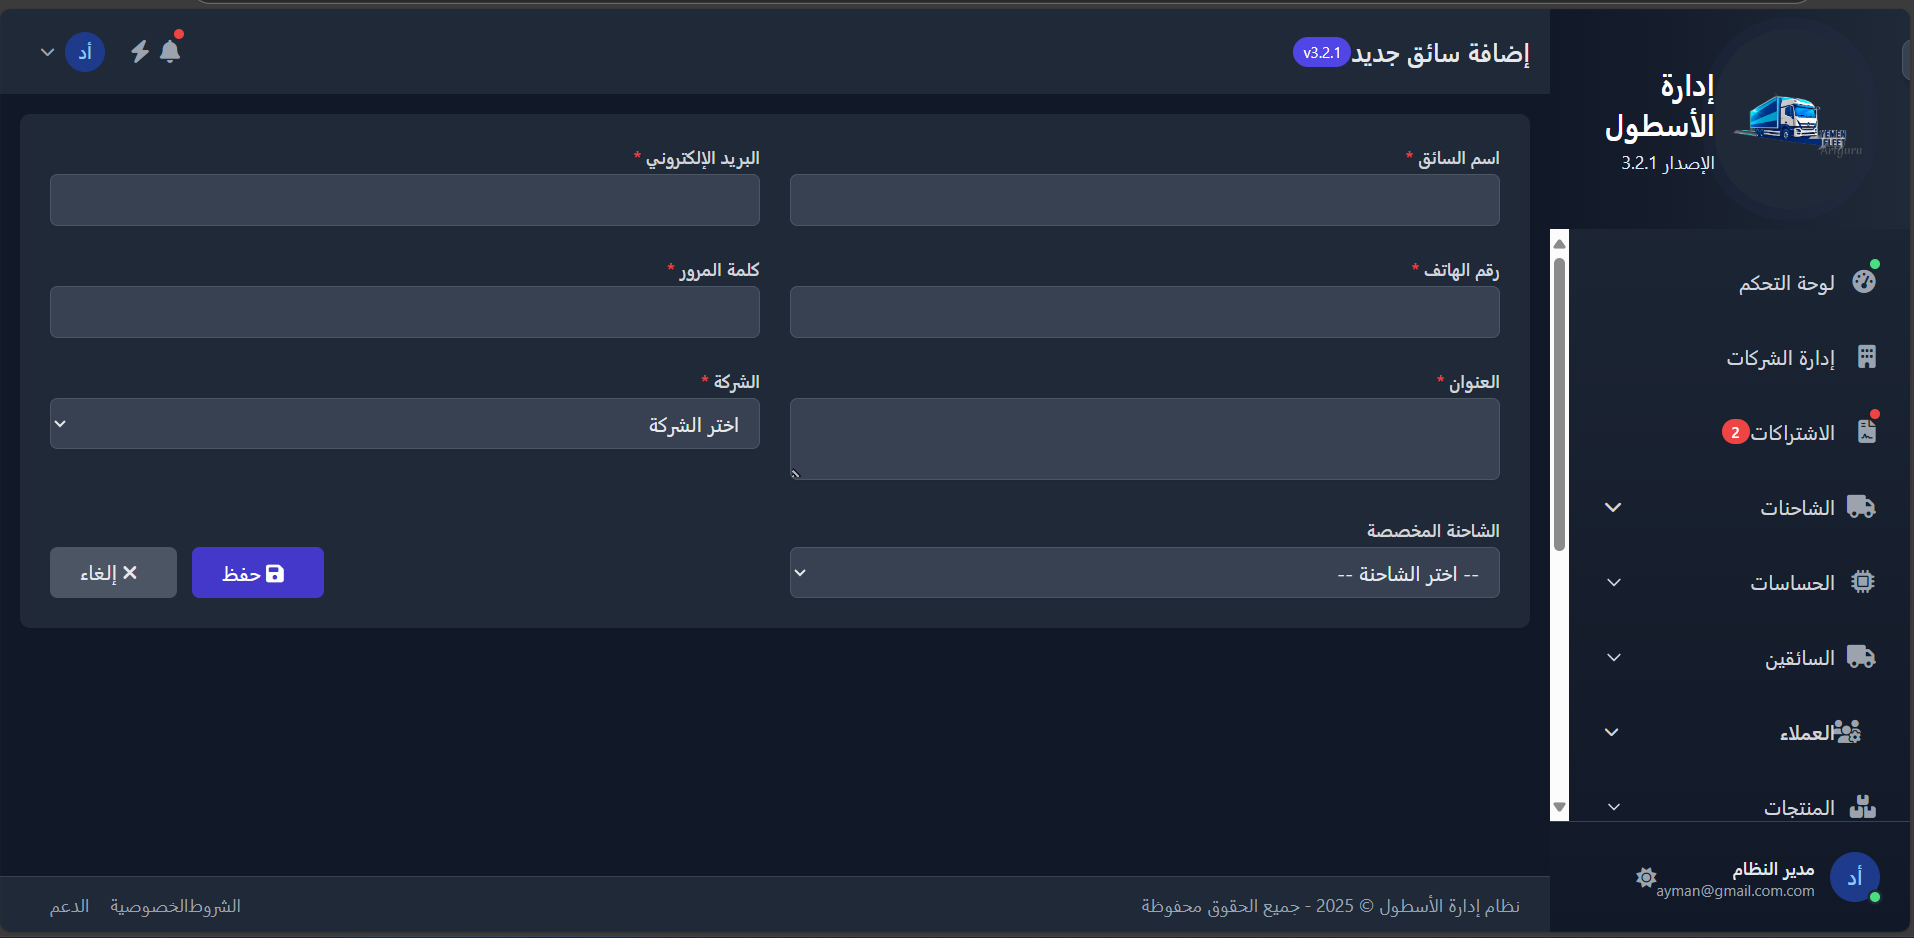 إدارة
الأسطول
الإصدار 3.2.1
YEMEN
FLEET
Artguru
لوحة التحكم
إدارة الشركات
الاشتراكات 2
الشاحنات
الحساسات
السائقين
العملاء
المنتجات
أد
مدير النظام
ayman@gmail.com.com
إضافة سائق جديد v3.2.1
أد
اسم السائق *
البريد الإلكتروني *
رقم الهاتف *
كلمة المرور *
العنوان *
الشركة *
اختر الشركة
الشاحنة المخصصة
-- اختر الشاحنة --
حفظ
إلغاء
نظام إدارة الأسطول © 2025 - جميع الحقوق محفوظة
الشروط الخصوصية الدعم